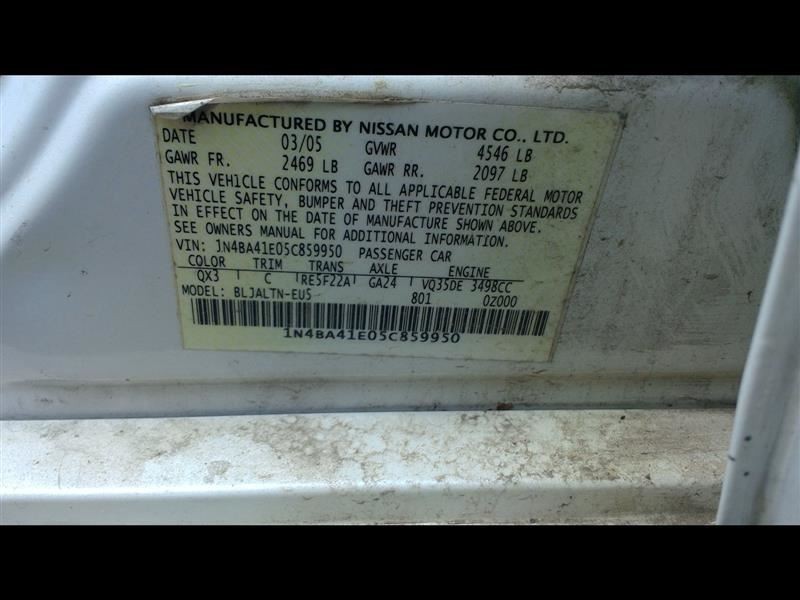 MANUFACTURED BY NISSAN MOTOR CO., LTD.
DATE 03/05 GVWR 4546 LB
GAWR FR. 2469 LB GAWR RR. 2097 LB
THIS VEHICLE CONFORMS TO ALL APPLICABLE FEDERAL MOTOR
VEHICLE SAFETY, BUMPER AND THEFT PREVENTION STANDARDS
IN EFFECT ON THE DATE OF MANUFACTURE SHOWN ABOVE.
SEE OWNERS MANUAL FOR ADDITIONAL INFORMATION.
VIN: 1N4BA41E05C859950 PASSENGER CAR
COLOR TRIM TRANS AXLE ENGINE
QX3 C RE5F22A GA24 VQ35DE 3498CC
MODEL: BLJALTN-EU5 801 0Z000
1N4BA41E05C859950